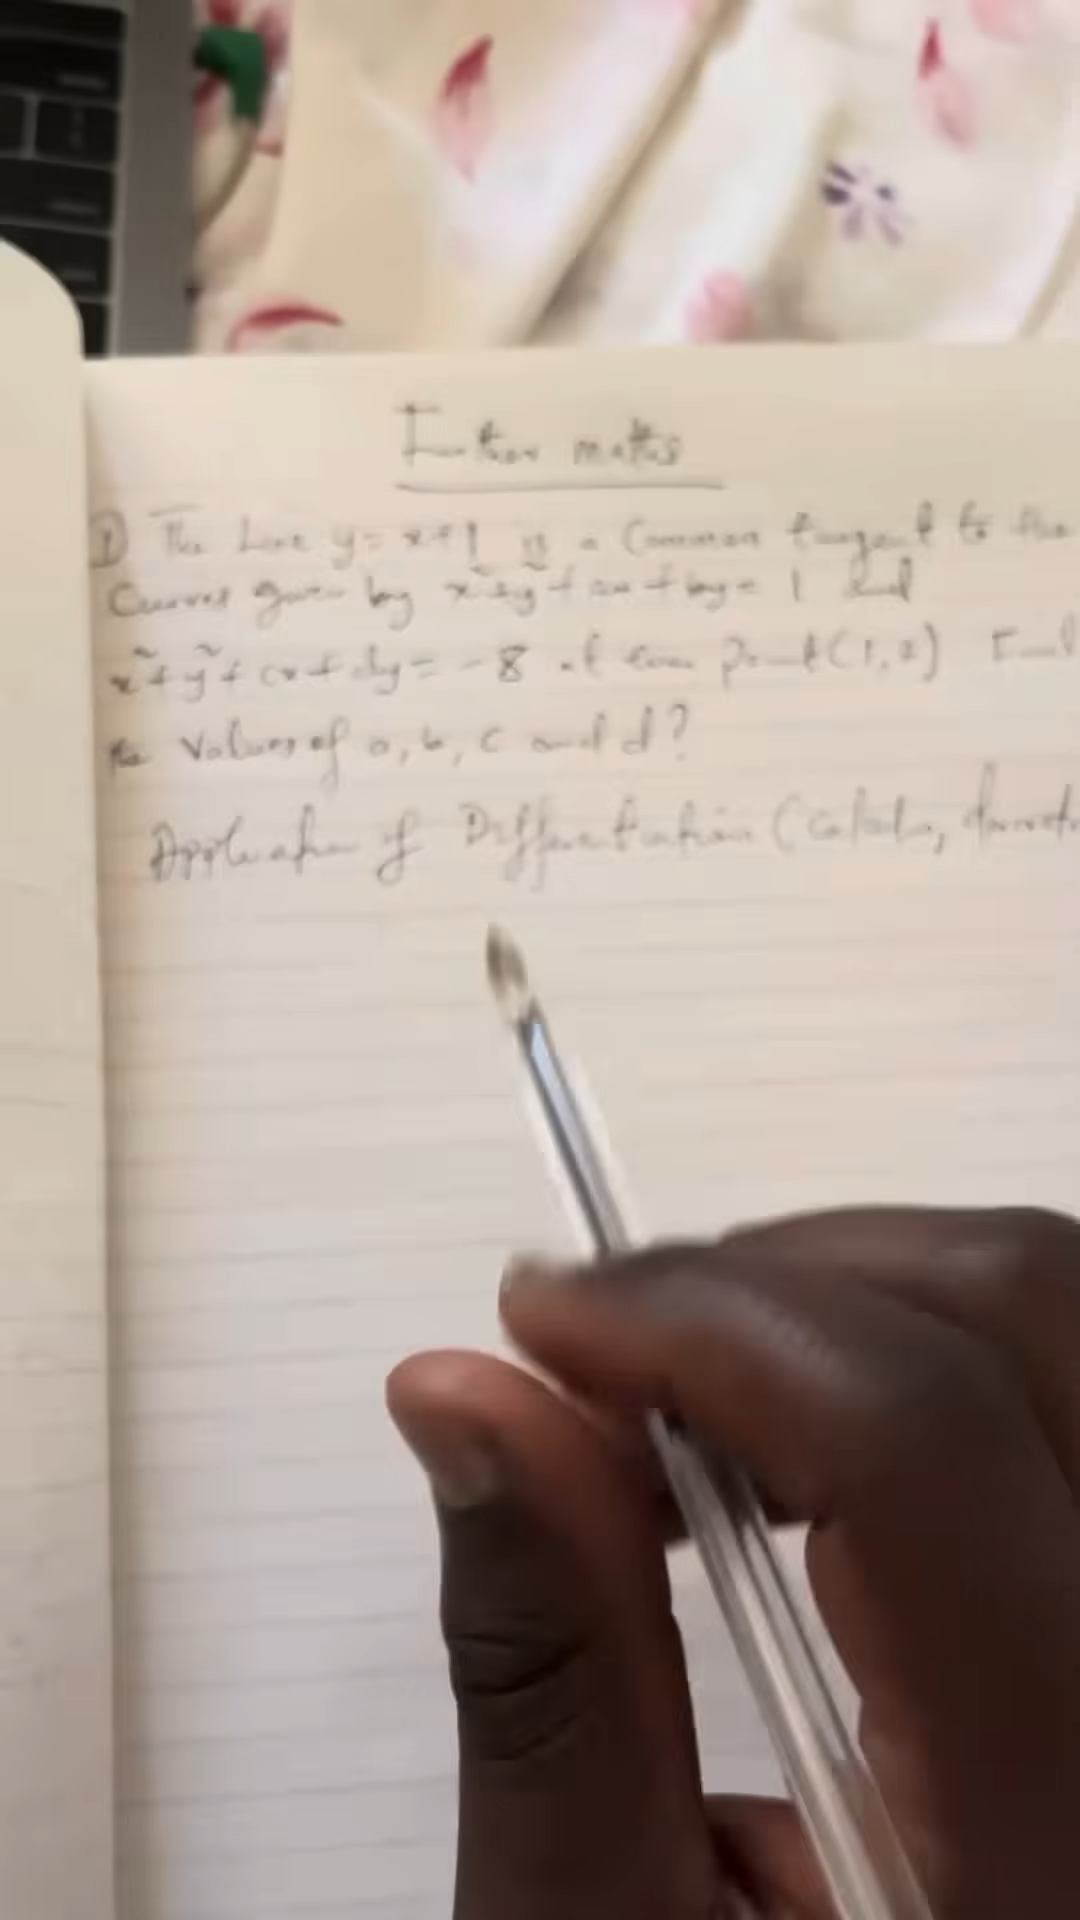 Further maths
① The Line y = x+1 is a Common tangent to the
Curves given by x²+y²+ax+by= 1 and
x²+y²+cx+dy= -8 at the point (1,2) Find
the Values of a, b, c and d?
Application of Differentiation (